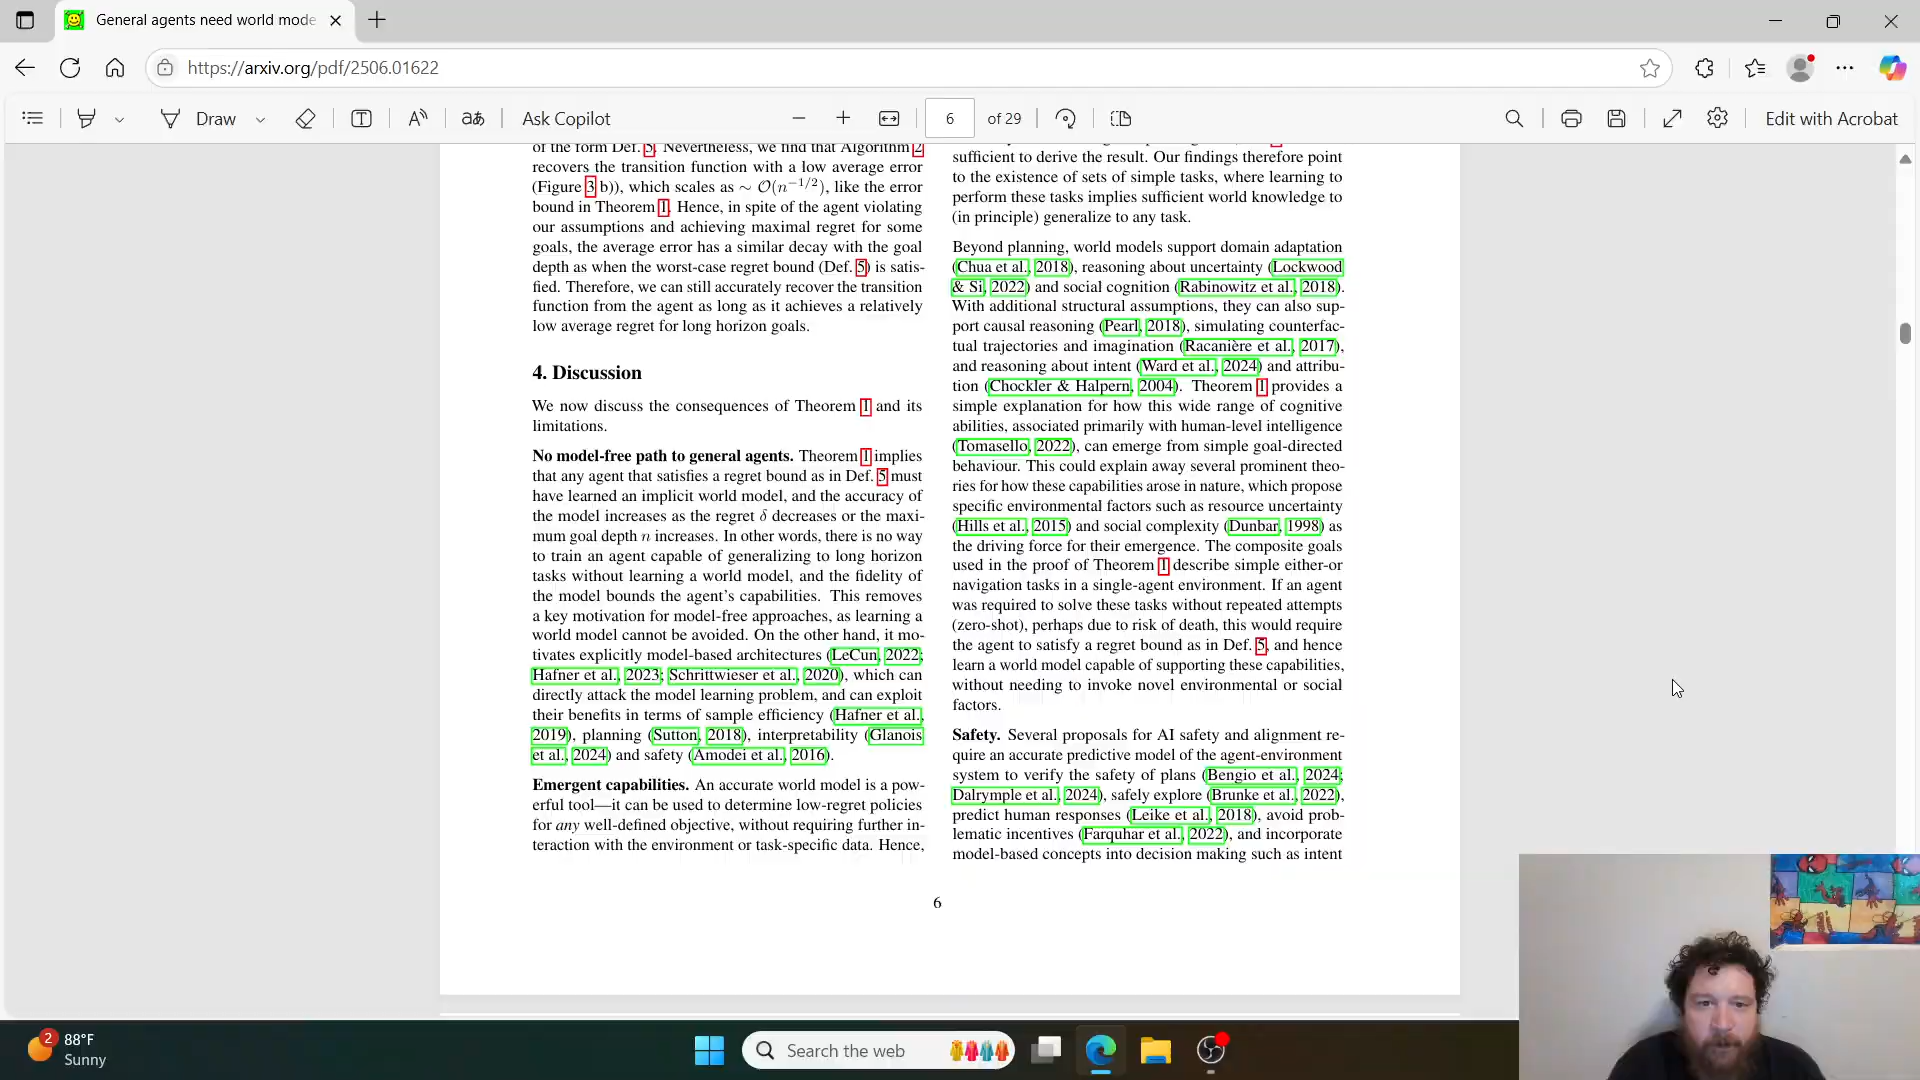 General agents need world mode
https://arxiv.org/pdf/2506.01622
Draw
aあ
Ask Copilot
6
of 29
Edit with Acrobat
of the form Def. 5. Nevertheless, we find that Algorithm 2
recovers the transition function with a low average error
(Figure 3 b)), which scales as ∼ O(n−1/2), like the error
bound in Theorem 1. Hence, in spite of the agent violating
our assumptions and achieving maximal regret for some
goals, the average error has a similar decay with the goal
depth as when the worst-case regret bound (Def. 5) is satis-
fied. Therefore, we can still accurately recover the transition
function from the agent as long as it achieves a relatively
low average regret for long horizon goals.
4. Discussion
We now discuss the consequences of Theorem 1 and its
limitations.
No model-free path to general agents. Theorem 1 implies
that any agent that satisfies a regret bound as in Def. 5 must
have learned an implicit world model, and the accuracy of
the model increases as the regret δ decreases or the maxi-
mum goal depth n increases. In other words, there is no way
to train an agent capable of generalizing to long horizon
tasks without learning a world model, and the fidelity of
the model bounds the agent's capabilities. This removes
a key motivation for model-free approaches, as learning a
world model cannot be avoided. On the other hand, it mo-
tivates explicitly model-based architectures (LeCun, 2022;
Hafner et al., 2023; Schrittwieser et al., 2020), which can
directly attack the model learning problem, and can exploit
their benefits in terms of sample efficiency (Hafner et al.,
2019), planning (Sutton, 2018), interpretability (Glanois
et al., 2024) and safety (Amodei et al., 2016).
Emergent capabilities. An accurate world model is a pow-
erful tool—it can be used to determine low-regret policies
for any well-defined objective, without requiring further in-
teraction with the environment or task-specific data. Hence,
sufficient to derive the result. Our findings therefore point
to the existence of sets of simple tasks, where learning to
perform these tasks implies sufficient world knowledge to
(in principle) generalize to any task.
Beyond planning, world models support domain adaptation
(Chua et al., 2018), reasoning about uncertainty (Lockwood
& Si, 2022) and social cognition (Rabinowitz et al., 2018).
With additional structural assumptions, they can also sup-
port causal reasoning (Pearl, 2018), simulating counterfac-
tual trajectories and imagination (Racanière et al., 2017),
and reasoning about intent (Ward et al., 2024) and attribu-
tion (Chockler & Halpern, 2004). Theorem 1 provides a
simple explanation for how this wide range of cognitive
abilities, associated primarily with human-level intelligence
(Tomasello, 2022), can emerge from simple goal-directed
behaviour. This could explain away several prominent theo-
ries for how these capabilities arose in nature, which propose
specific environmental factors such as resource uncertainty
(Hills et al., 2015) and social complexity (Dunbar, 1998) as
the driving force for their emergence. The composite goals
used in the proof of Theorem 1 describe simple either-or
navigation tasks in a single-agent environment. If an agent
was required to solve these tasks without repeated attempts
(zero-shot), perhaps due to risk of death, this would require
the agent to satisfy a regret bound as in Def. 5, and hence
learn a world model capable of supporting these capabilities,
without needing to invoke novel environmental or social
factors.
Safety. Several proposals for AI safety and alignment re-
quire an accurate predictive model of the agent-environment
system to verify the safety of plans (Bengio et al., 2024;
Dalrymple et al., 2024), safely explore (Brunke et al., 2022),
predict human responses (Leike et al., 2018), avoid prob-
lematic incentives (Farquhar et al., 2022), and incorporate
model-based concepts into decision making such as intent
6
2
88°F
Sunny
Search the web